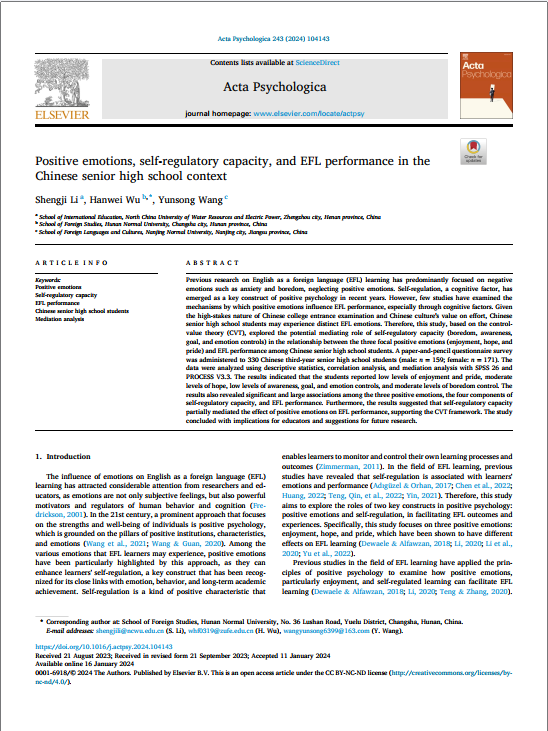 Acta Psychologica 243 (2024) 104143
Contents lists available at ScienceDirect
Acta Psychologica
journal homepage: www.elsevier.com/locate/actpsy
ELSEVIER
Acta
Psychologica
Check for
updates
Positive emotions, self-regulatory capacity, and EFL performance in the
Chinese senior high school context
Shengji Li a, Hanwei Wu b,*, Yunsong Wang c
a School of International Education, North China University of Water Resources and Electric Power, Zhengzhou city, Henan province, China
b School of Foreign Studies, Hunan Normal University, Changsha city, Hunan province, China
c School of Foreign Languages and Cultures, Nanjing Normal University, Nanjing city, Jiangsu province, China
ARTICLE INFO
Keywords:
Positive emotions
Self-regulatory capacity
EFL performance
Chinese senior high school students
Mediation analysis
ABSTRACT
Previous research on English as a foreign language (EFL) learning has predominantly focused on negative
emotions such as anxiety and boredom, neglecting positive emotions. Self-regulation, a cognitive factor, has
emerged as a key construct of positive psychology in recent years. However, few studies have examined the
mechanisms by which positive emotions influence EFL performance, especially through cognitive factors. Given
the high-stakes nature of Chinese college entrance examination and Chinese culture's value on effort, Chinese
senior high school students may experience distinct EFL emotions. Therefore, this study, based on the control-
value theory (CVT), explored the potential mediating role of self-regulatory capacity (boredom, awareness,
goal, and emotion controls) in the relationship between the three focal positive emotions (enjoyment, hope, and
pride) and EFL performance among Chinese senior high school students. A paper-and-pencil questionnaire survey
was administered to 330 Chinese third-year senior high school students (male: n = 159; female: n = 171). The
data were analyzed using descriptive statistics, correlation analysis, and mediation analysis with SPSS 26 and
PROCESS V3.3. The results indicated that the students reported low levels of enjoyment and pride, moderate
levels of hope, low levels of awareness, goal, and emotion controls, and moderate levels of boredom control. The
results also revealed significant and large associations among the three positive emotions, the four components of
self-regulatory capacity, and EFL performance. Furthermore, the results suggested that self-regulatory capacity
partially mediated the effect of positive emotions on EFL performance, supporting the CVT framework. The study
concluded with implications for educators and suggestions for future research.
1. Introduction
The influence of emotions on English as a foreign language (EFL)
learning has attracted considerable attention from researchers and ed-
ucators, as emotions are not only subjective feelings, but also powerful
motivators and regulators of human behavior and cognition (Fre-
drickson, 2001). In the 21st century, a prominent approach that focuses
on the strengths and well-being of individuals is positive psychology,
which is grounded on the pillars of positive institutions, characteristics,
and emotions (Wang et al., 2021; Wang & Guan, 2020). Among the
various emotions that EFL learners may experience, positive emotions
have been particularly highlighted by this approach, as they can
enhance learners' self-regulation, a key construct that has been recog-
nized for its close links with emotion, behavior, and long-term academic
achievement. Self-regulation is a kind of positive characteristic that
enables learners to monitor and control their own learning processes and
outcomes (Zimmerman, 2011). In the field of EFL learning, previous
studies have revealed that self-regulation is associated with learners'
emotions and performance (Adıgüzel & Orhan, 2017; Chen et al., 2022;
Huang, 2022; Teng, Qin, et al., 2022; Yin, 2021). Therefore, this study
aims to explore the roles of two key constructs in positive psychology:
positive emotions and self-regulation, in facilitating EFL outcomes and
experiences. Specifically, this study focuses on three positive emotions:
enjoyment, hope, and pride, which have been shown to have different
effects on EFL learning (Dewaele & Alfawzan, 2018; Li, 2020; Li et al.,
2020; Yu et al., 2022).
Previous studies in the field of EFL learning have applied the prin-
ciples of positive psychology to examine how positive emotions,
particularly enjoyment, and self-regulated learning can facilitate EFL
learning (Dewaele & Alfawzan, 2018; Li, 2020; Teng & Zhang, 2020).
* Corresponding author at: School of Foreign Studies, Hunan Normal University, No. 36 Lushan Road, Yuelu District, Changsha, Hunan, China.
E-mail addresses: shengjili@ncwu.edu.cn (S. Li), whf0319@zufe.edu.cn (H. Wu), wangyunsong6399@163.com (Y. Wang).
https://doi.org/10.1016/j.actpsy.2024.104143
Received 21 August 2023; Received in revised form 21 September 2023; Accepted 11 January 2024
Available online 16 January 2024
0001-6918/© 2024 The Authors. Published by Elsevier B.V. This is an open access article under the CC BY-NC-ND license (http://creativecommons.org/licenses/by-
nc-nd/4.0/).